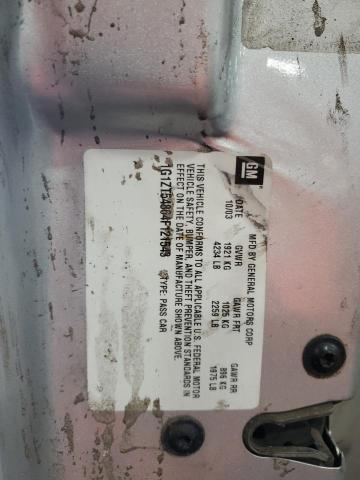 GM
MFD BY GENERAL MOTORS CORP
DATE GVWR GAWR FRT GAWR RR
10/03 1921 KG 1025 KG 896 KG
4234 LB 2259 LB 1975 LB
THIS VEHICLE CONFORMS TO ALL APPLICABLE U.S. FEDERAL MOTOR
VEHICLE SAFETY, BUMPER, AND THEFT PREVENTION STANDARDS IN
EFFECT ON THE DATE OF MANUFACTURE SHOWN ABOVE.
1G1ZT54804F121543 TYPE: PASS CAR